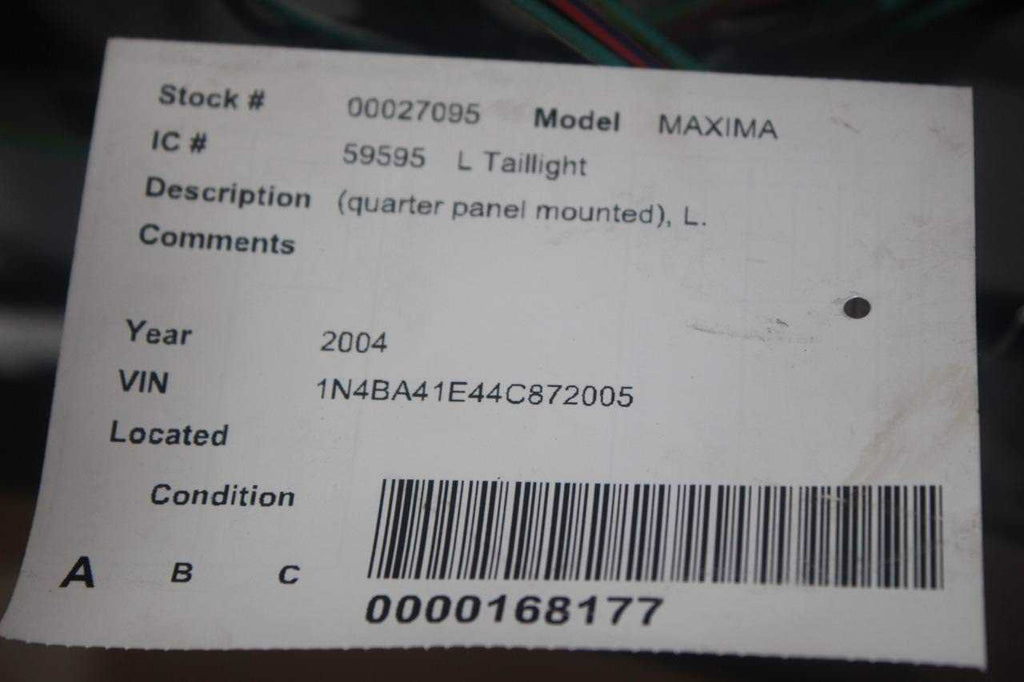 Stock # 00027095 Model MAXIMA
IC # 59595 L Taillight
Description (quarter panel mounted), L.
Comments
Year 2004
VIN 1N4BA41E44C872005
Located
Condition
A B C
0000168177